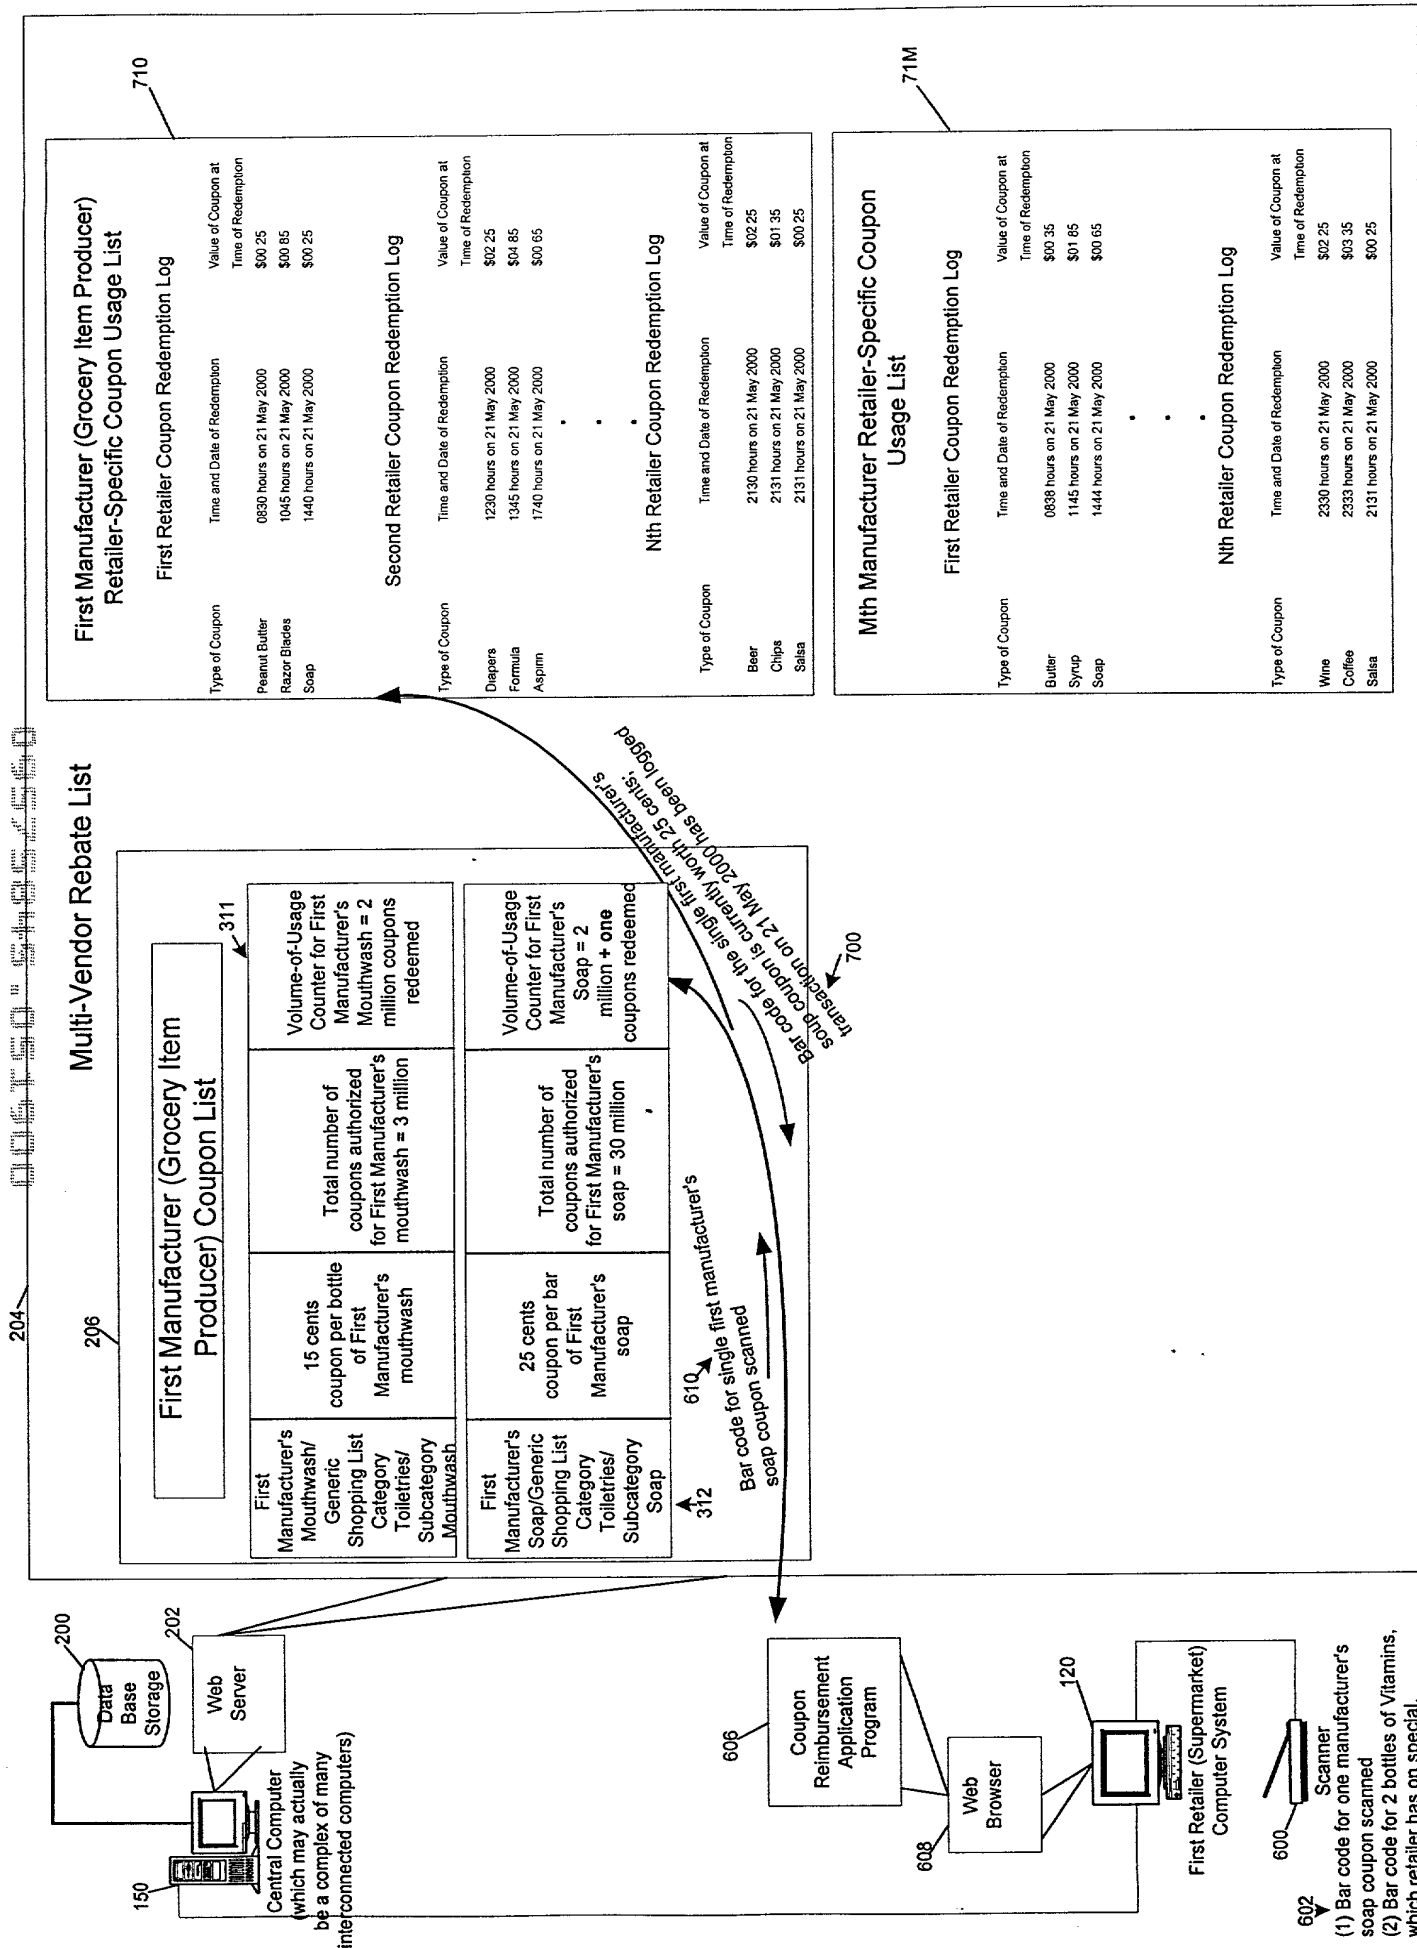 204
Multi-Vendor Rebate List
206
First Manufacturer (Grocery Item
Producer) Coupon List
311
First
Manufacturer's
Mouthwash/
Generic
Shopping List
Category
Toiletries/
Subcategory
Mouthwash
15 cents
coupon per bottle
of First
Manufacturer's
mouthwash
Total number of
coupons authorized
for First Manufacturer's
mouthwash = 3 million
Volume-of-Usage
Counter for First
Manufacturer's
Mouthwash = 2
million coupons
redeemed
First
Manufacturer's
Soap/Generic
Shopping List
Category
Toiletries/
Subcategory
Soap
25 cents
coupon per bar
of First
Manufacturer's
soap
Total number of
coupons authorized
for First Manufacturer's
soap = 30 million
Volume-of-Usage
Counter for First
Manufacturer's
Soap = 2
million + one
coupons redeemed
312
610
Bar code for single first manufacturer's
soap coupon scanned
Bar code for the single first manufacturer's
soup coupon is currently worth 25 cents;
transaction on 21 May 2000 has been logged
700
710
First Manufacturer (Grocery Item Producer)
Retailer-Specific Coupon Usage List
First Retailer Coupon Redemption Log
Type of Coupon Time and Date of Redemption Value of Coupon at
Time of Redemption
Peanut Butter 0830 hours on 21 May 2000 $00 25
Razor Blades 1045 hours on 21 May 2000 $00 85
Soap 1440 hours on 21 May 2000 $00 25
Second Retailer Coupon Redemption Log
Type of Coupon Time and Date of Redemption Value of Coupon at
Time of Redemption
Diapers 1230 hours on 21 May 2000 $02 25
Formula 1345 hours on 21 May 2000 $04 85
Aspirin 1740 hours on 21 May 2000 $00 65
Nth Retailer Coupon Redemption Log
Type of Coupon Time and Date of Redemption Value of Coupon at
Time of Redemption
Beer 2130 hours on 21 May 2000 $02 25
Chips 2131 hours on 21 May 2000 $01 35
Salsa 2131 hours on 21 May 2000 $00 25
71M
Mth Manufacturer Retailer-Specific Coupon
Usage List
First Retailer Coupon Redemption Log
Type of Coupon Time and Date of Redemption Value of Coupon at
Time of Redemption
Butter 0838 hours on 21 May 2000 $00 35
Syrup 1145 hours on 21 May 2000 $01 85
Soap 1444 hours on 21 May 2000 $00 65
Nth Retailer Coupon Redemption Log
Type of Coupon Time and Date of Redemption Value of Coupon at
Time of Redemption
Wine 2330 hours on 21 May 2000 $02 25
Coffee 2333 hours on 21 May 2000 $03 35
Salsa 2131 hours on 21 May 2000 $00 25
200
Data
Base
Storage
202
Web
Server
150
Central Computer
(which may actually
be a complex of many
interconnected computers)
606
Coupon
Reimbursement
Application
Program
608
Web
Browser
120
First Retailer (Supermarket)
Computer System
600
Scanner
602
(1) Bar code for one manufacturer's
soap coupon scanned
(2) Bar code for 2 bottles of Vitamins,
which retailer has on special,